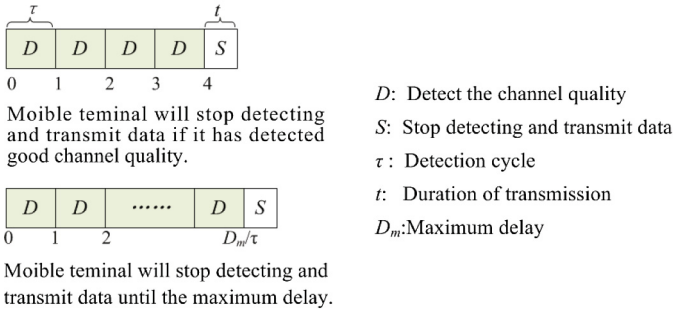 τ t
D D D D S
0 1 2 3 4
Moible teminal will stop detecting
and transmit data if it has detected
good channel quality.
D D ...... D S
0 1 2 Dm/τ
Moible teminal will stop detecting and
transmit data until the maximum delay.
D: Detect the channel quality
S: Stop detecting and transmit data
τ : Detection cycle
t: Duration of transmission
Dm:Maximum delay